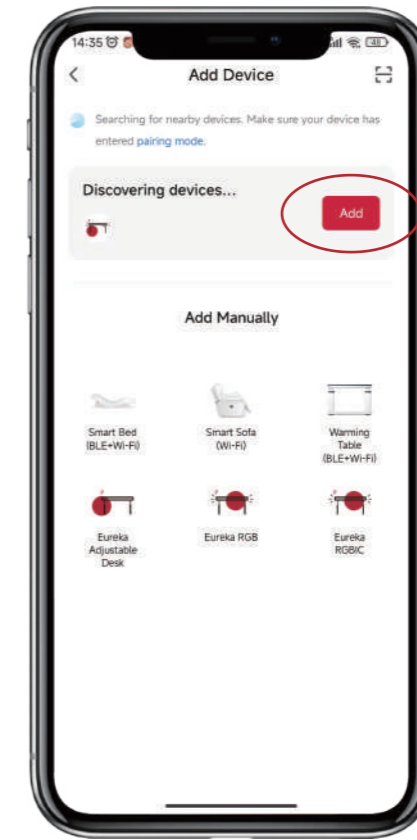 14:35
Add Device
Searching for nearby devices. Make sure your device has
entered pairing mode.
Discovering devices...
Add
Add Manually
Smart Bed
(BLE+Wi-Fi)
Smart Sofa
(Wi-Fi)
Warming
Table
(BLE+Wi-Fi)
Eureka
Adjustable
Desk
Eureka RGB
Eureka
RGBIC